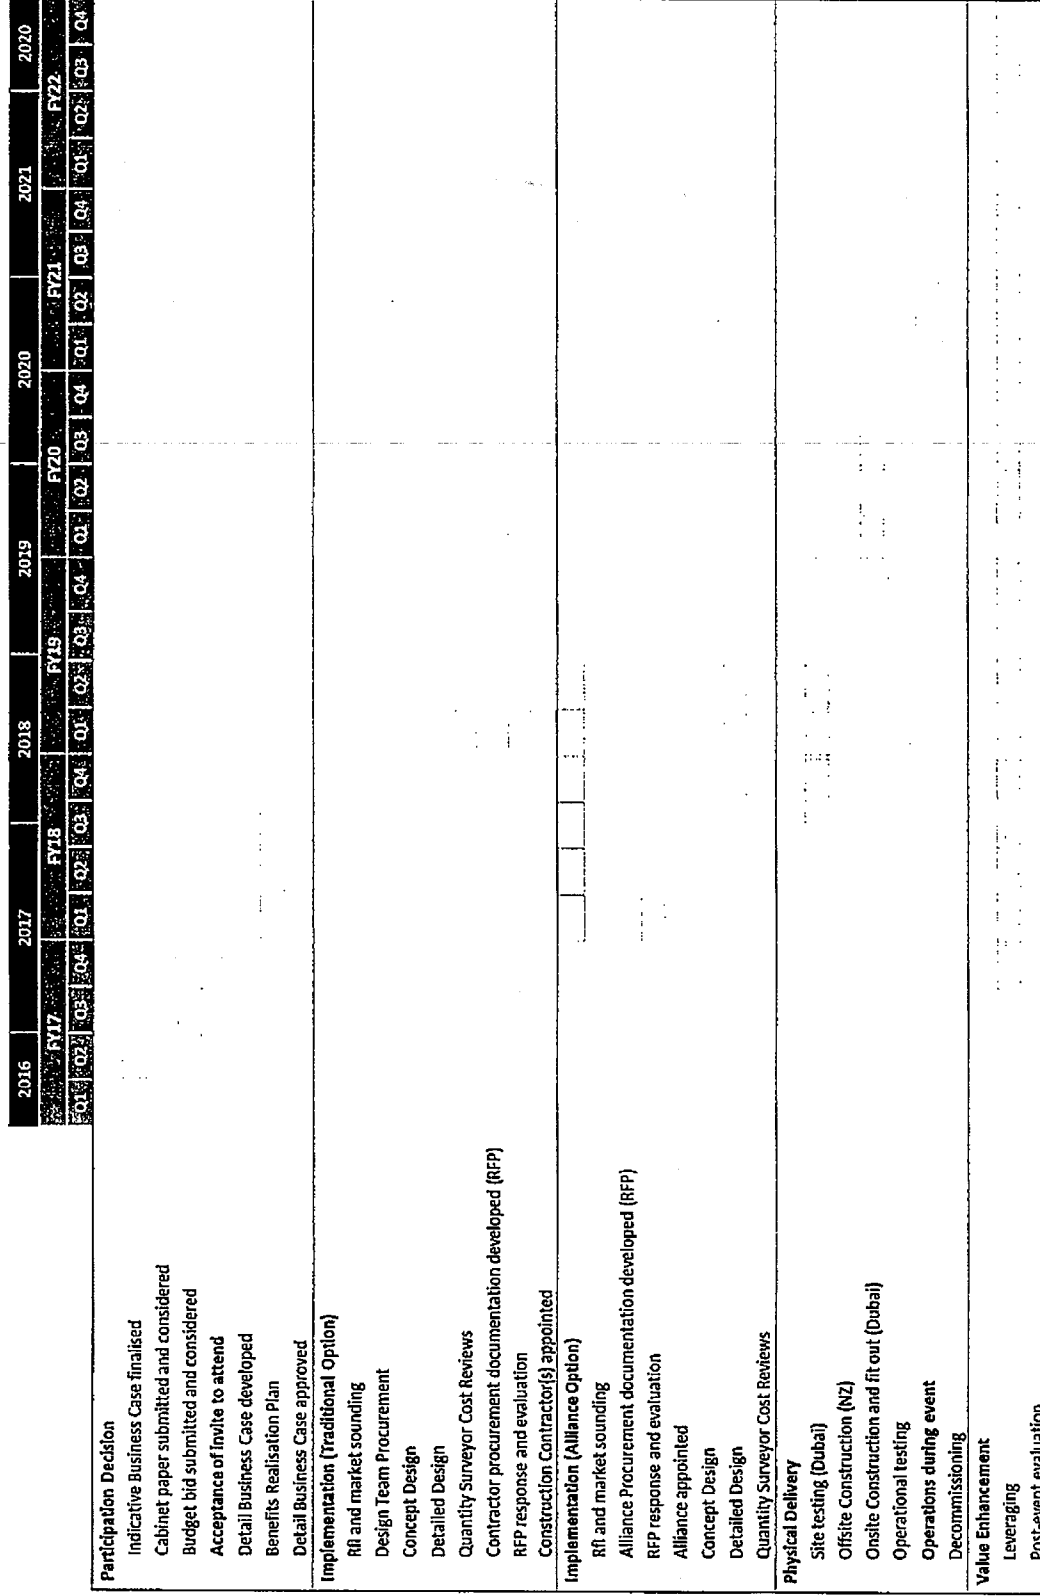 2016 2017 2018 2019 2020 2021 2020
FY17 FY18 FY19 FY20 FY21 FY22
Q1 Q2 Q3 Q4 Q1 Q2 Q3 Q4 Q1 Q2 Q3 Q4 Q1 Q2 Q3 Q4 Q1 Q2 Q3 Q4 Q1 Q2 Q3 Q4
Participation Decision
Indicative Business Case finalised
Cabinet paper submitted and considered
Budget bid submitted and considered
Acceptance of Invite to attend
Detail Business Case developed
Benefits Realisation Plan
Detail Business Case approved
Implementation (Traditional Option)
RfI and market sounding
Design Team Procurement
Concept Design
Detailed Design
Quantity Surveyor Cost Reviews
Contractor procurement documentation developed (RFP)
RFP response and evaluation
Construction Contractor(s) appointed
Implementation (Alliance Option)
RfI and market sounding
Alliance Procurement documentation developed (RFP)
RFP response and evaluation
Alliance appointed
Concept Design
Detailed Design
Quantity Surveyor Cost Reviews
Physical Delivery
Site testing (Dubai)
Offsite Construction (NZ)
Onsite Construction and fit out (Dubai)
Operational testing
Operations during event
Decommissioning
Value Enhancement
Leveraging
Post-event evaluation